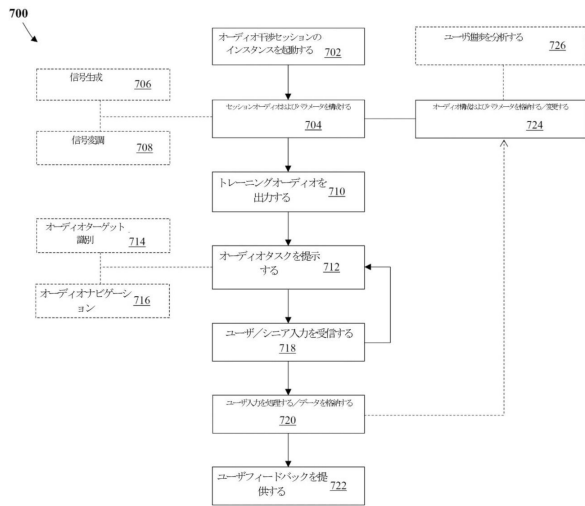 700
オーディオ干渉セッションの
インスタンスを起動する 702
ユーザ進歩を分析する
726
信号生成
706
セッションオーディオおよびパラメータを構成する
704
オーディオ構成およびパラメータを格納する／変更する
724
信号変調
708
トレーニングオーディオを
出力する 710
オーディオターゲット
識別 714
オーディオタスクを提示
する 712
オーディオナビゲーシ
ョン 716
ユーザ／シニア入力を受信する
718
ユーザ入力を処理する／データを格納する
720
ユーザフィードバックを提
供する 722